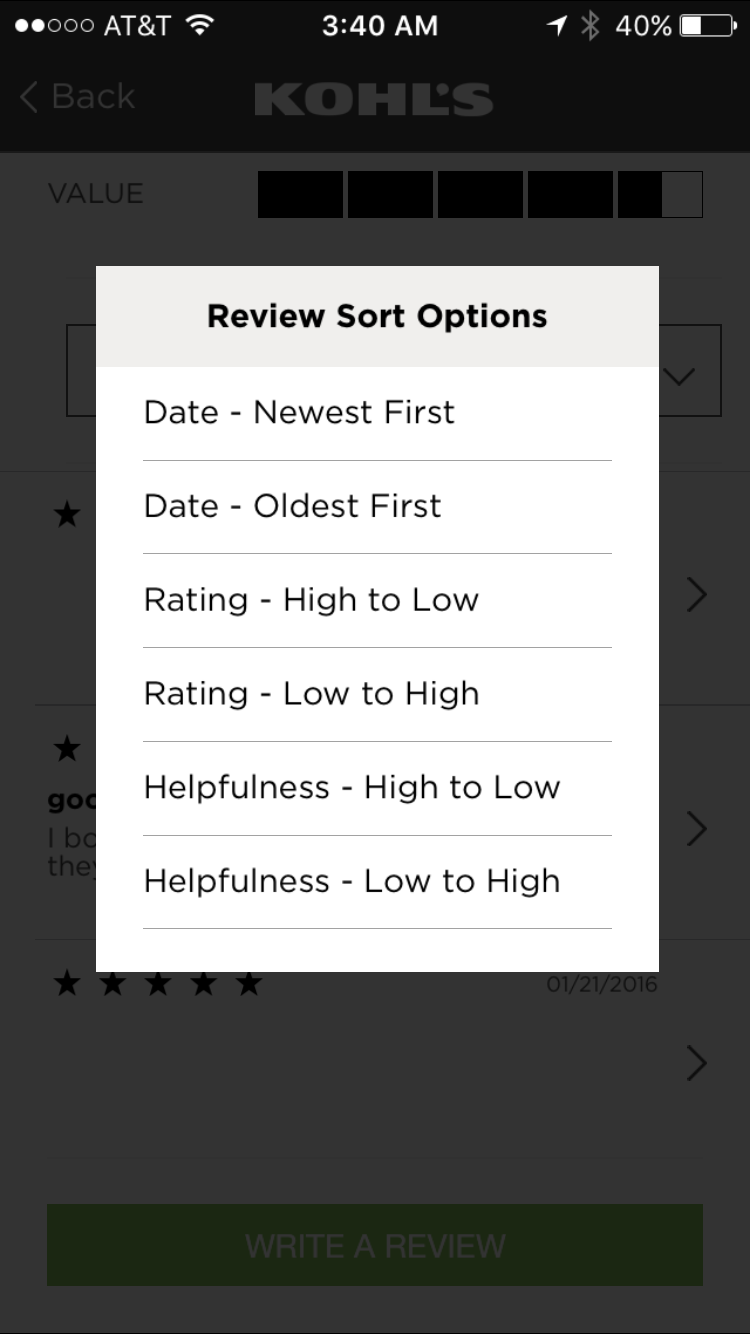 AT&T 3:40 AM 40%
Back KOHL'S
VALUE
Review Sort Options
Date - Newest First
Date - Oldest First
Rating - High to Low
Rating - Low to High
Helpfulness - High to Low
Helpfulness - Low to High
01/21/2016
WRITE A REVIEW